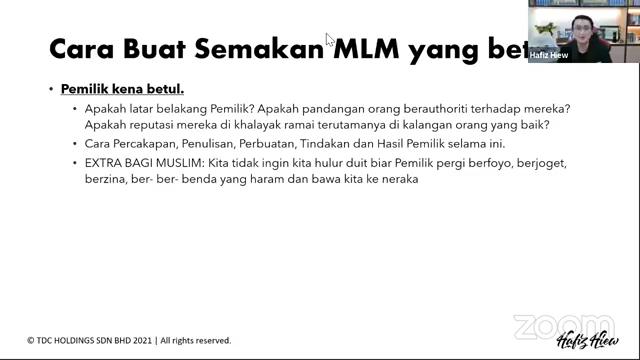 Cara Buat Semakan MLM yang bet
Hafiz Hiew
• Pemilik kena betul.
• Apakah latar belakang Pemilik? Apakah pandangan orang berauthoriti terhadap mereka?
Apakah reputasi mereka di khalayak ramai terutamanya di kalangan orang yang baik?
• Cara Percakapan, Penulisan, Perbuatan, Tindakan dan Hasil Pemilik selama ini.
• EXTRA BAGI MUSLIM: Kita tidak ingin kita hulur duit biar Pemilik pergi berfoyo, berjoget,
berzina, ber- ber- benda yang haram dan bawa kita ke neraka
zoom
© TDC HOLDINGS SDN BHD 2021 | All rights reserved.
Hafiz Hiew